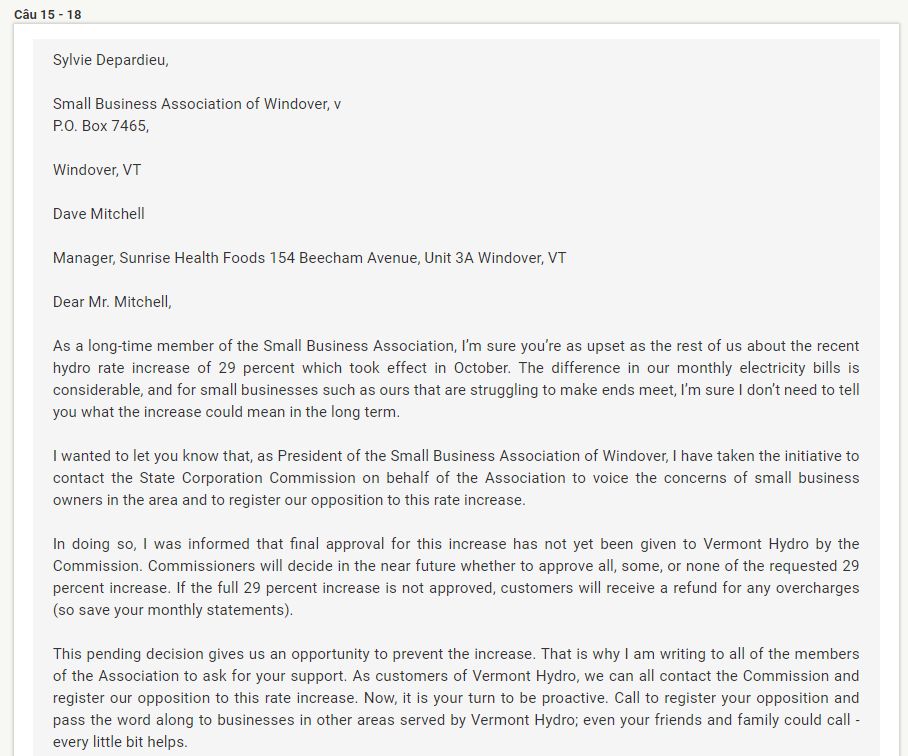 Câu 15 - 18
Sylvie Depardieu,
Small Business Association of Windover, v
P.O. Box 7465,
Windover, VT
Dave Mitchell
Manager, Sunrise Health Foods 154 Beecham Avenue, Unit 3A Windover, VT
Dear Mr. Mitchell,
As a long-time member of the Small Business Association, I’m sure you’re as upset as the rest of us about the recent
hydro rate increase of 29 percent which took effect in October. The difference in our monthly electricity bills is
considerable, and for small businesses such as ours that are struggling to make ends meet, I’m sure I don’t need to tell
you what the increase could mean in the long term.
I wanted to let you know that, as President of the Small Business Association of Windover, I have taken the initiative to
contact the State Corporation Commission on behalf of the Association to voice the concerns of small business
owners in the area and to register our opposition to this rate increase.
In doing so, I was informed that final approval for this increase has not yet been given to Vermont Hydro by the
Commission. Commissioners will decide in the near future whether to approve all, some, or none of the requested 29
percent increase. If the full 29 percent increase is not approved, customers will receive a refund for any overcharges
(so save your monthly statements).
This pending decision gives us an opportunity to prevent the increase. That is why I am writing to all of the members
of the Association to ask for your support. As customers of Vermont Hydro, we can all contact the Commission and
register our opposition to this rate increase. Now, it is your turn to be proactive. Call to register your opposition and
pass the word along to businesses in other areas served by Vermont Hydro; even your friends and family could call -
every little bit helps.